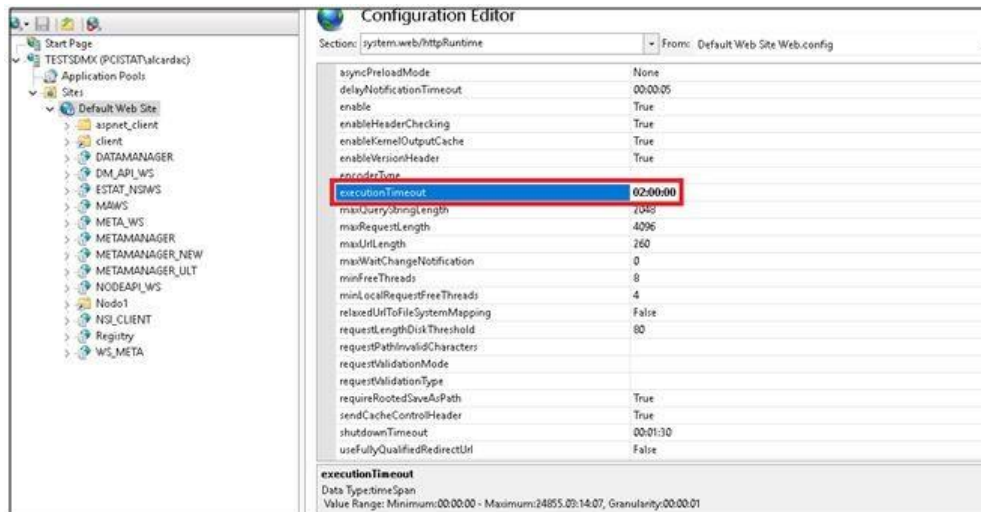 Configuration Editor
Section: system.web/httpRuntime From: Default Web Site Web.config
Start Page
TESTSDMX (PCISTAT\alcardac)
Application Pools
Sites
Default Web Site
aspnet_client
client
DATAMANAGER
DM_API_WS
ESTAT_NSIWS
MAWS
META_WS
METAMANAGER
METAMANAGER_NEW
METAMANAGER_ULT
NODEAPI_WS
Nodo1
NSI_CLIENT
Registry
WS_META
asyncPreloadMode None
delayNotificationTimeout 00:00:05
enable True
enableHeaderChecking True
enableKernelOutputCache True
enableVersionHeader True
encoderType
executionTimeout 02:00:00
maxQueryStringLength 2048
maxRequestLength 4096
maxUrlLength 260
maxWaitChangeNotification 0
minFreeThreads 8
minLocalRequestFreeThreads 4
relaxedUrlToFileSystemMapping False
requestLengthDiskThreshold 80
requestPathInvalidCharacters
requestValidationMode
requestValidationType
requireRootedSaveAsPath True
sendCacheControlHeader True
shutdownTimeout 00:01:30
useFullyQualifiedRedirectUrl False
executionTimeout
Data Type:timeSpan
Value Range: Minimum:00:00:00 - Maximum:24855.03:14:07, Granularity:00:00:01